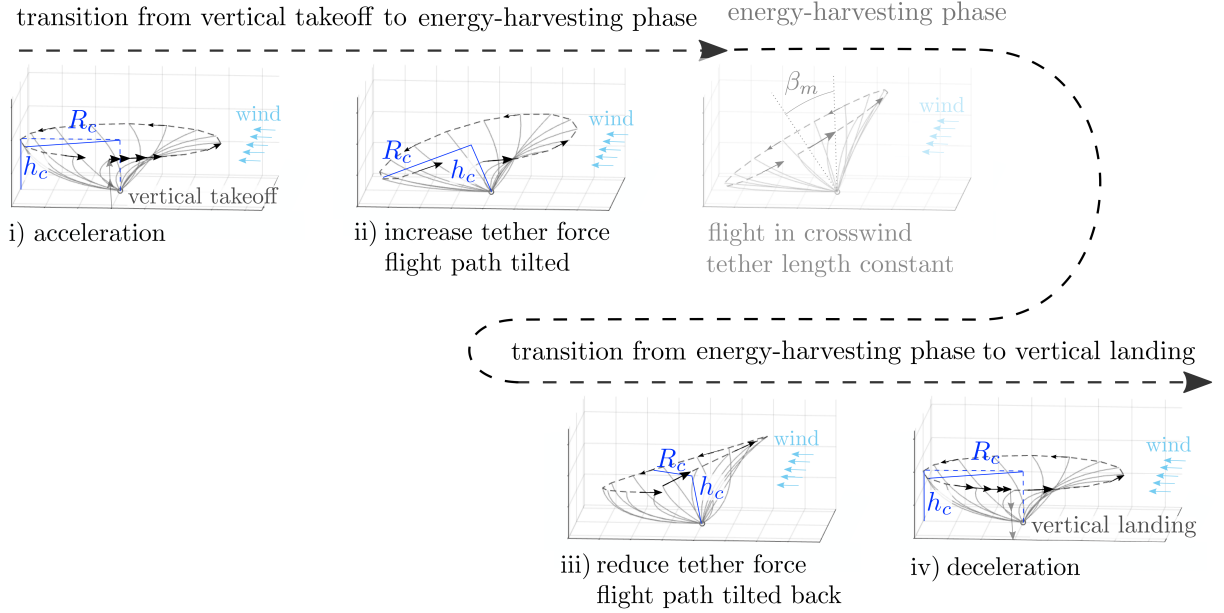 transition from vertical takeoff to energy-harvesting phase
energy-harvesting phase
R_c
h_c
wind
vertical takeoff
i) acceleration
R_c
h_c
wind
ii) increase tether force
flight path tilted
β_m
wind
flight in crosswind
tether length constant
transition from energy-harvesting phase to vertical landing
R_c
h_c
wind
iii) reduce tether force
flight path tilted back
R_c
h_c
wind
vertical landing
iv) deceleration